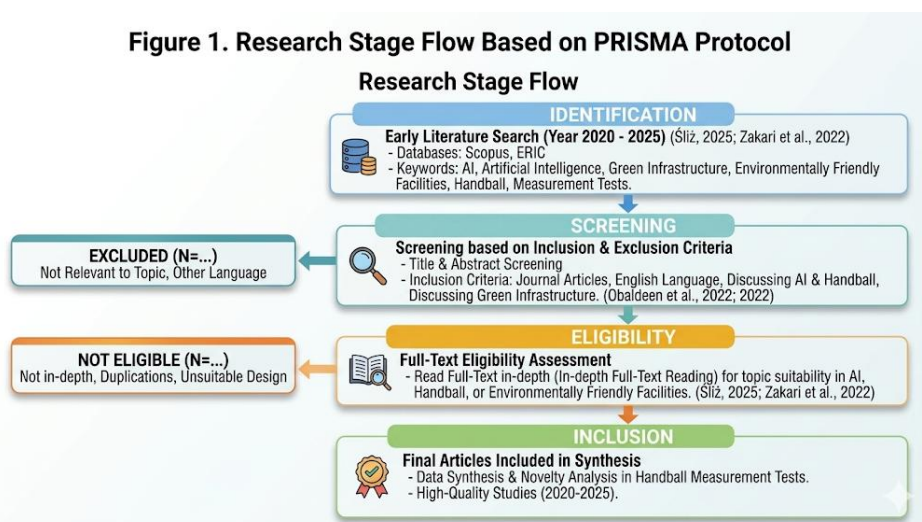 Figure 1. Research Stage Flow Based on PRISMA Protocol
Research Stage Flow
IDENTIFICATION
Early Literature Search (Year 2020 - 2025) (Śliż, 2025; Zakari et al., 2022)
- Databases: Scopus, ERIC
- Keywords: AI, Artificial Intelligence, Green Infrastructure, Environmentally Friendly
Facilities, Handball, Measurement Tests.
SCREENING
Screening based on Inclusion & Exclusion Criteria
- Title & Abstract Screening
- Inclusion Criteria: Journal Articles, English Language, Discussing AI & Handball,
Discussing Green Infrastructure. (Obaldeen et al., 2022; 2022)
EXCLUDED (N=...)
Not Relevant to Topic, Other Language
ELIGIBILITY
Full-Text Eligibility Assessment
- Read Full-Text in-depth (In-depth Full-Text Reading) for topic suitability in AI,
Handball, or Environmentally Friendly Facilities. (Śliż, 2025; Zakari et al., 2022)
NOT ELIGIBLE (N=...)
Not in-depth, Duplications, Unsuitable Design
INCLUSION
Final Articles Included in Synthesis
- Data Synthesis & Novelty Analysis in Handball Measurement Tests.
- High-Quality Studies (2020-2025).